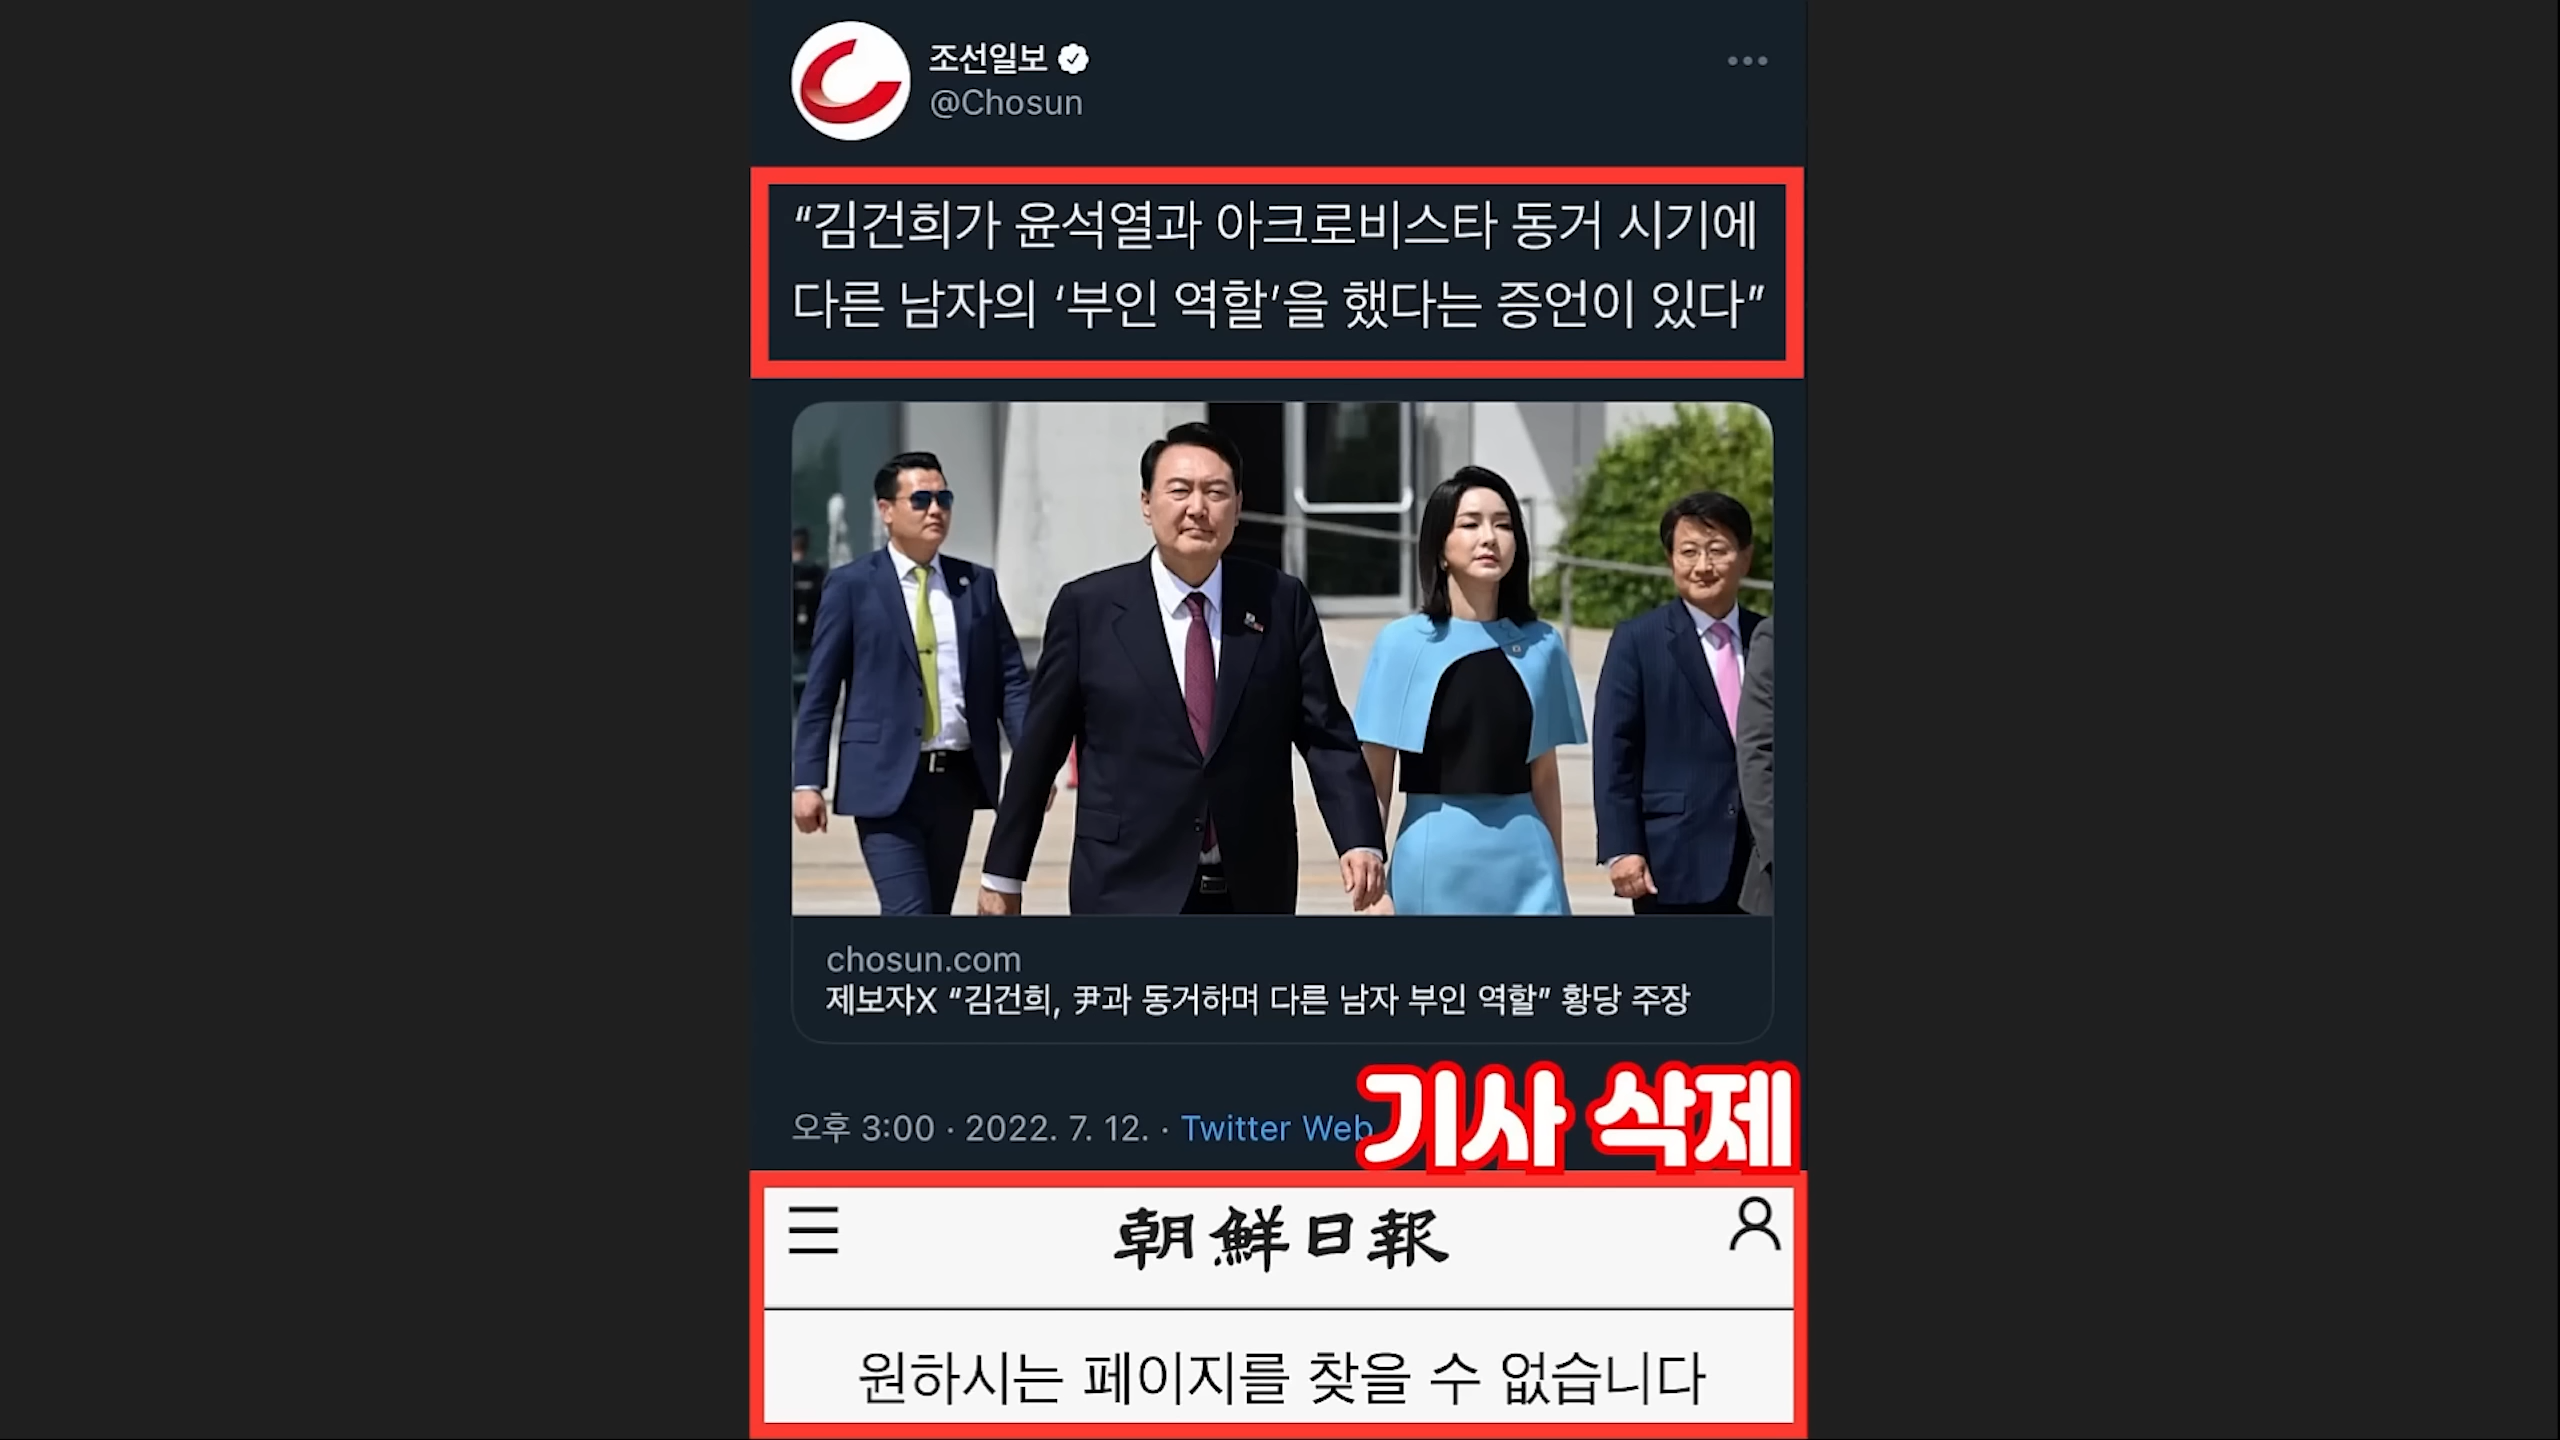 조선일보
@Chosun
“김건희가 윤석열과 아크로비스타 동거 시기에
다른 남자의 ‘부인 역할’을 했다는 증언이 있다”
chosun.com
제보자X “김건희, 尹과 동거하며 다른 남자 부인 역할” 황당 주장
기사 삭제
오후 3:00 · 2022. 7. 12. · Twitter Web
朝鮮日報
원하시는 페이지를 찾을 수 없습니다